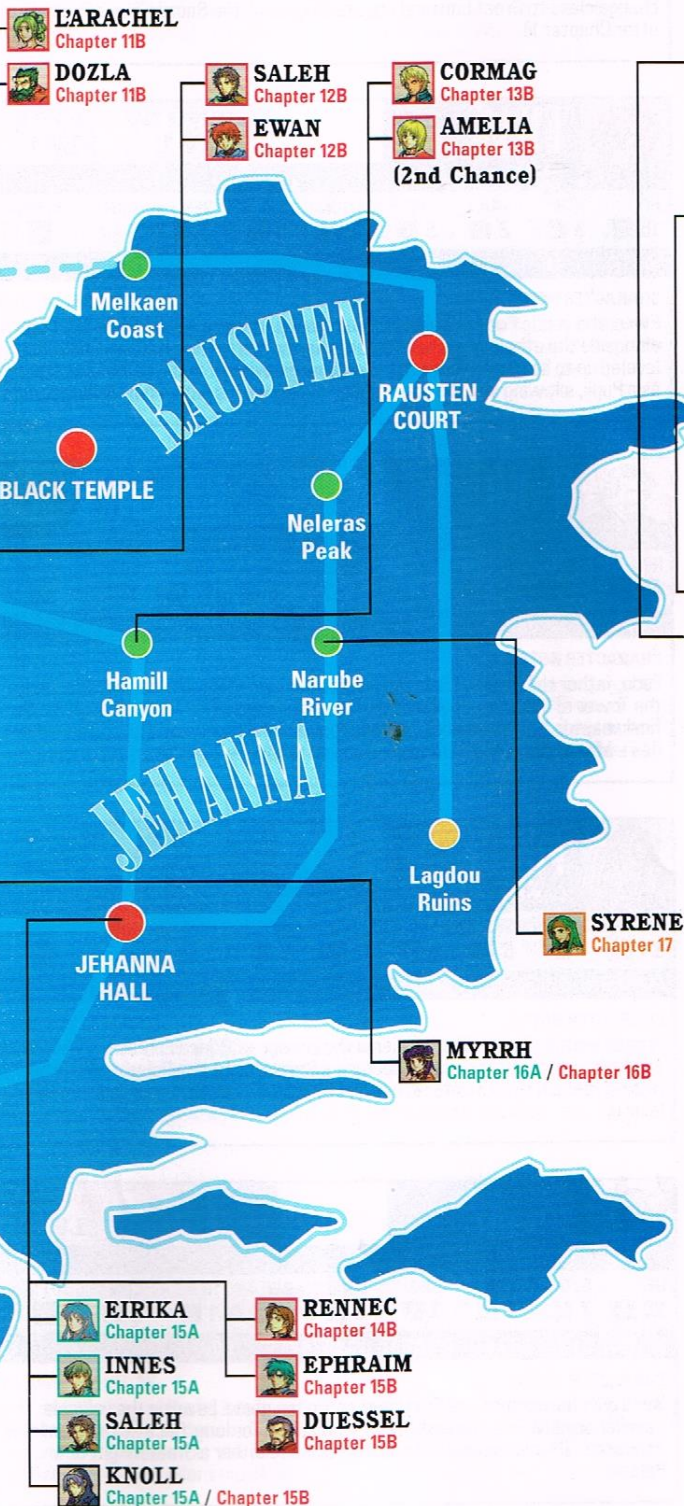 L'ARACHEL
Chapter 11B
DOZLA
Chapter 11B
SALEH
Chapter 12B
EWAN
Chapter 12B
CORMAG
Chapter 13B
AMELIA
Chapter 13B
(2nd Chance)
Melkaen
Coast
RAUSTEN
RAUSTEN
COURT
BLACK TEMPLE
Neleras
Peak
Hamill
Canyon
Narube
River
JEHANNA
Lagdou
Ruins
SYRENE
Chapter 17
JEHANNA
HALL
MYRRH
Chapter 16A / Chapter 16B
EIRIKA
Chapter 15A
RENNEC
Chapter 14B
INNES
Chapter 15A
EPHRAIM
Chapter 15B
SALEH
Chapter 15A
DUESSEL
Chapter 15B
KNOLL
Chapter 15A / Chapter 15B